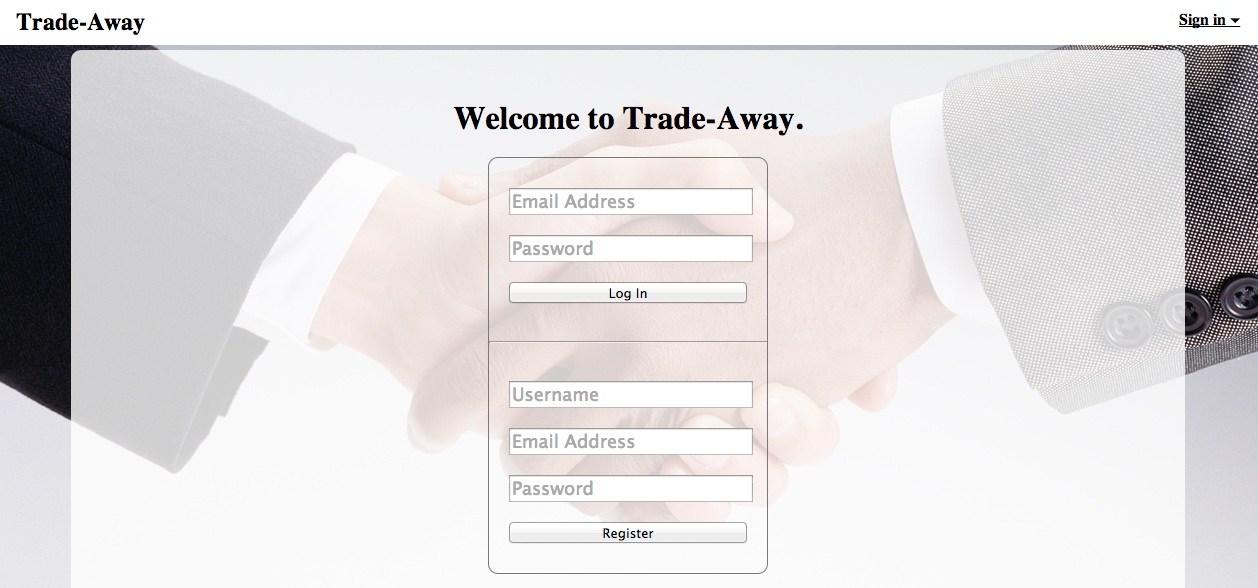 Trade-Away
Sign in
Welcome to Trade-Away.
Email Address
Password
Log In
Username
Email Address
Password
Register